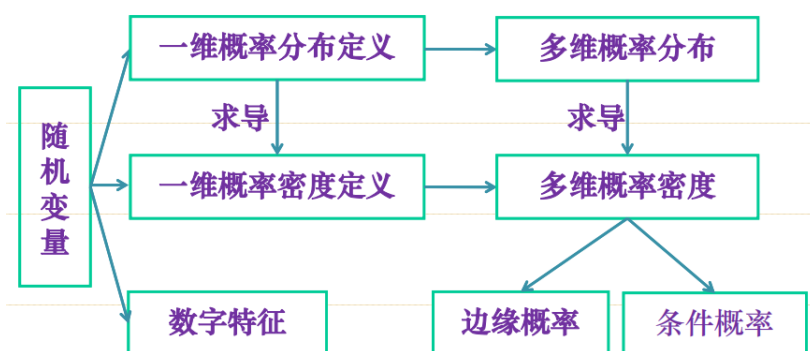 一维概率分布定义
多维概率分布
求导
求导
随机变量
一维概率密度定义
多维概率密度
数字特征
边缘概率
条件概率